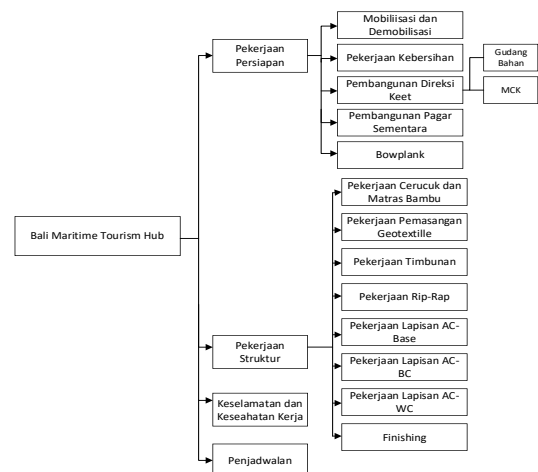 Bali Maritime Tourism Hub
Pekerjaan
Persiapan
Mobiliisasi dan
Demobilisasi
Pekerjaan Kebersihan
Pembangunan Direksi
Keet
Gudang
Bahan
MCK
Pembangunan Pagar
Sementara
Bowplank
Pekerjaan
Struktur
Pekerjaan Cerucuk dan
Matras Bambu
Pekerjaan Pemasangan
Geotextille
Pekerjaan Timbunan
Pekerjaan Rip-Rap
Pekerjaan Lapisan AC-
Base
Pekerjaan Lapisan AC-
BC
Pekerjaan Lapisan AC-
WC
Finishing
Keselamatan dan
Keseahatan Kerja
Penjadwalan